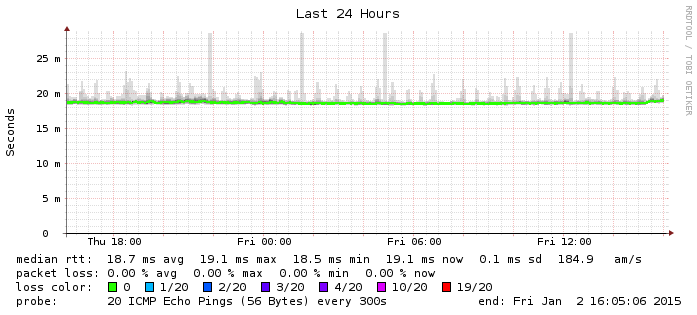 Last 24 Hours
RRDTOOL / TOBI OETIKER
Seconds
25 m
20 m
15 m
10 m
5 m
0
Thu 18:00 Fri 00:00 Fri 06:00 Fri 12:00
median rtt: 18.7 ms avg 19.1 ms max 18.5 ms min 19.1 ms now 0.1 ms sd 184.9 am/s
packet loss: 0.00 % avg 0.00 % max 0.00 % min 0.00 % now
loss color: 0 1/20 2/20 3/20 4/20 10/20 19/20
probe: 20 ICMP Echo Pings (56 Bytes) every 300s end: Fri Jan 2 16:05:06 2015